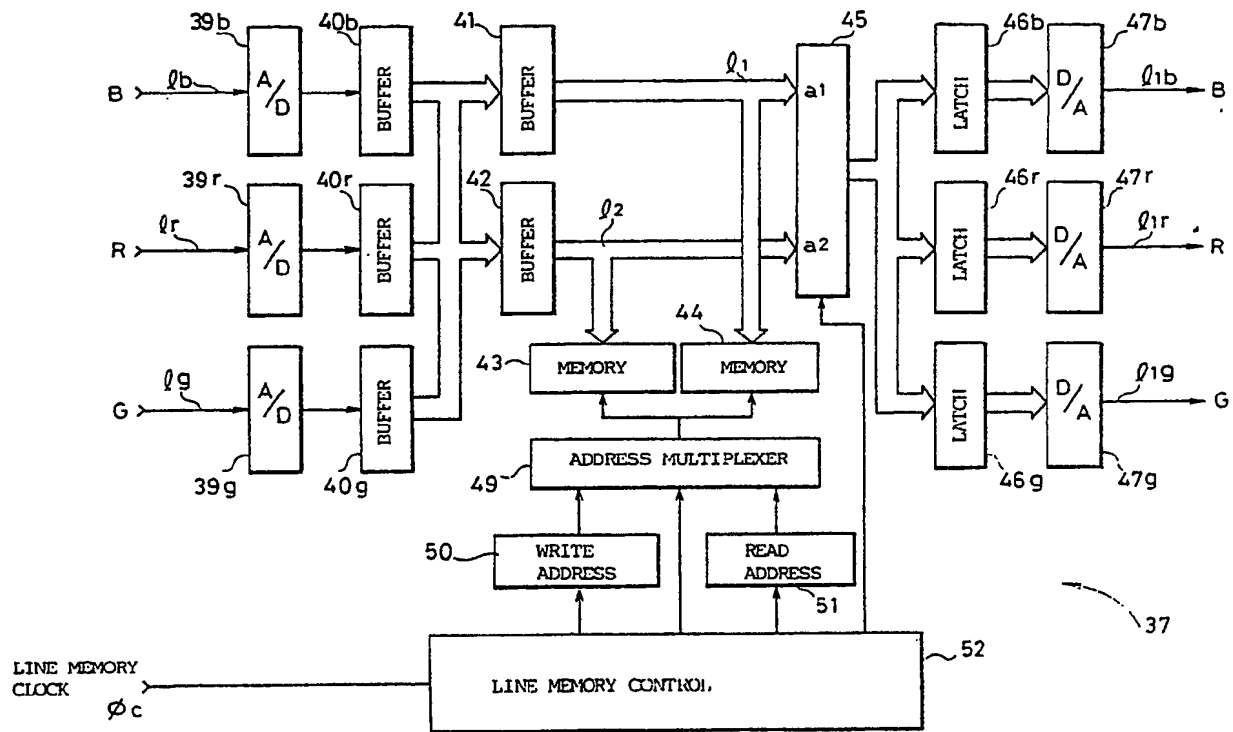 39b 40b 41 45 46b 47b
B ℓb A/D BUFFER BUFFER ℓ1 a1 LATCH D/A ℓ1b B
39r 40r 42 46r 47r
R ℓr A/D BUFFER BUFFER ℓ2 a2 LATCH D/A ℓ1r R
43 MEMORY 44 MEMORY
G ℓg A/D BUFFER LATCH D/A ℓ1g G
39g 40g 49 ADDRESS MULTIPLEXER 46g 47g
50 WRITE ADDRESS READ ADDRESS 51
37
LINE MEMORY CLOCK øc LINE MEMORY CONTROL 52